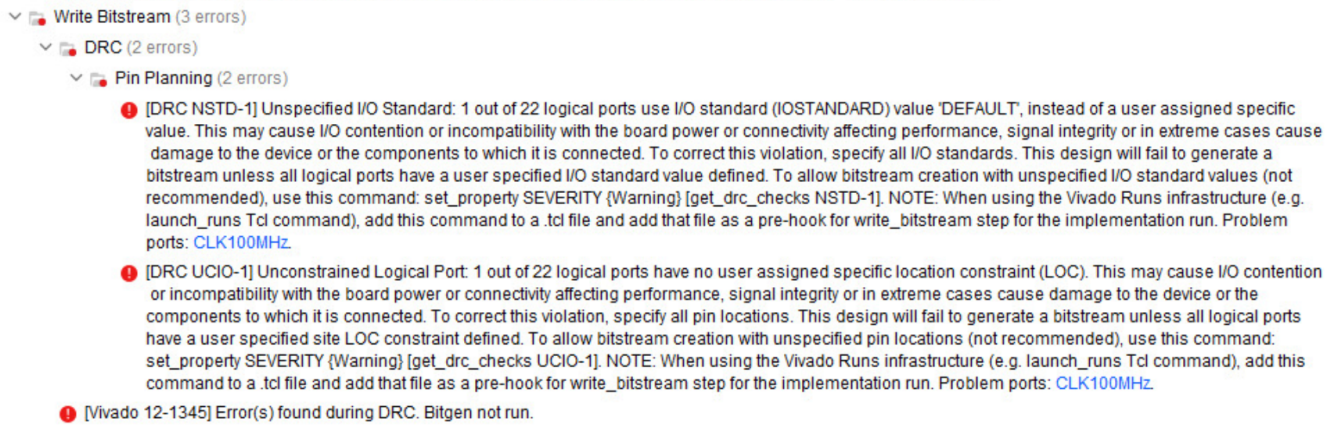 Write Bitstream (3 errors)
DRC (2 errors)
Pin Planning (2 errors)
[DRC NSTD-1] Unspecified I/O Standard: 1 out of 22 logical ports use I/O standard (IOSTANDARD) value 'DEFAULT', instead of a user assigned specific
value. This may cause I/O contention or incompatibility with the board power or connectivity affecting performance, signal integrity or in extreme cases cause
damage to the device or the components to which it is connected. To correct this violation, specify all I/O standards. This design will fail to generate a
bitstream unless all logical ports have a user specified I/O standard value defined. To allow bitstream creation with unspecified I/O standard values (not
recommended), use this command: set_property SEVERITY {Warning} [get_drc_checks NSTD-1]. NOTE: When using the Vivado Runs infrastructure (e.g.
launch_runs Tcl command), add this command to a .tcl file and add that file as a pre-hook for write_bitstream step for the implementation run. Problem
ports: CLK100MHz.
[DRC UCIO-1] Unconstrained Logical Port: 1 out of 22 logical ports have no user assigned specific location constraint (LOC). This may cause I/O contention
or incompatibility with the board power or connectivity affecting performance, signal integrity or in extreme cases cause damage to the device or the
components to which it is connected. To correct this violation, specify all pin locations. This design will fail to generate a bitstream unless all logical ports
have a user specified site LOC constraint defined. To allow bitstream creation with unspecified pin locations (not recommended), use this command:
set_property SEVERITY {Warning} [get_drc_checks UCIO-1]. NOTE: When using the Vivado Runs infrastructure (e.g. launch_runs Tcl command), add this
command to a .tcl file and add that file as a pre-hook for write_bitstream step for the implementation run. Problem ports: CLK100MHz.
[Vivado 12-1345] Error(s) found during DRC. Bitgen not run.